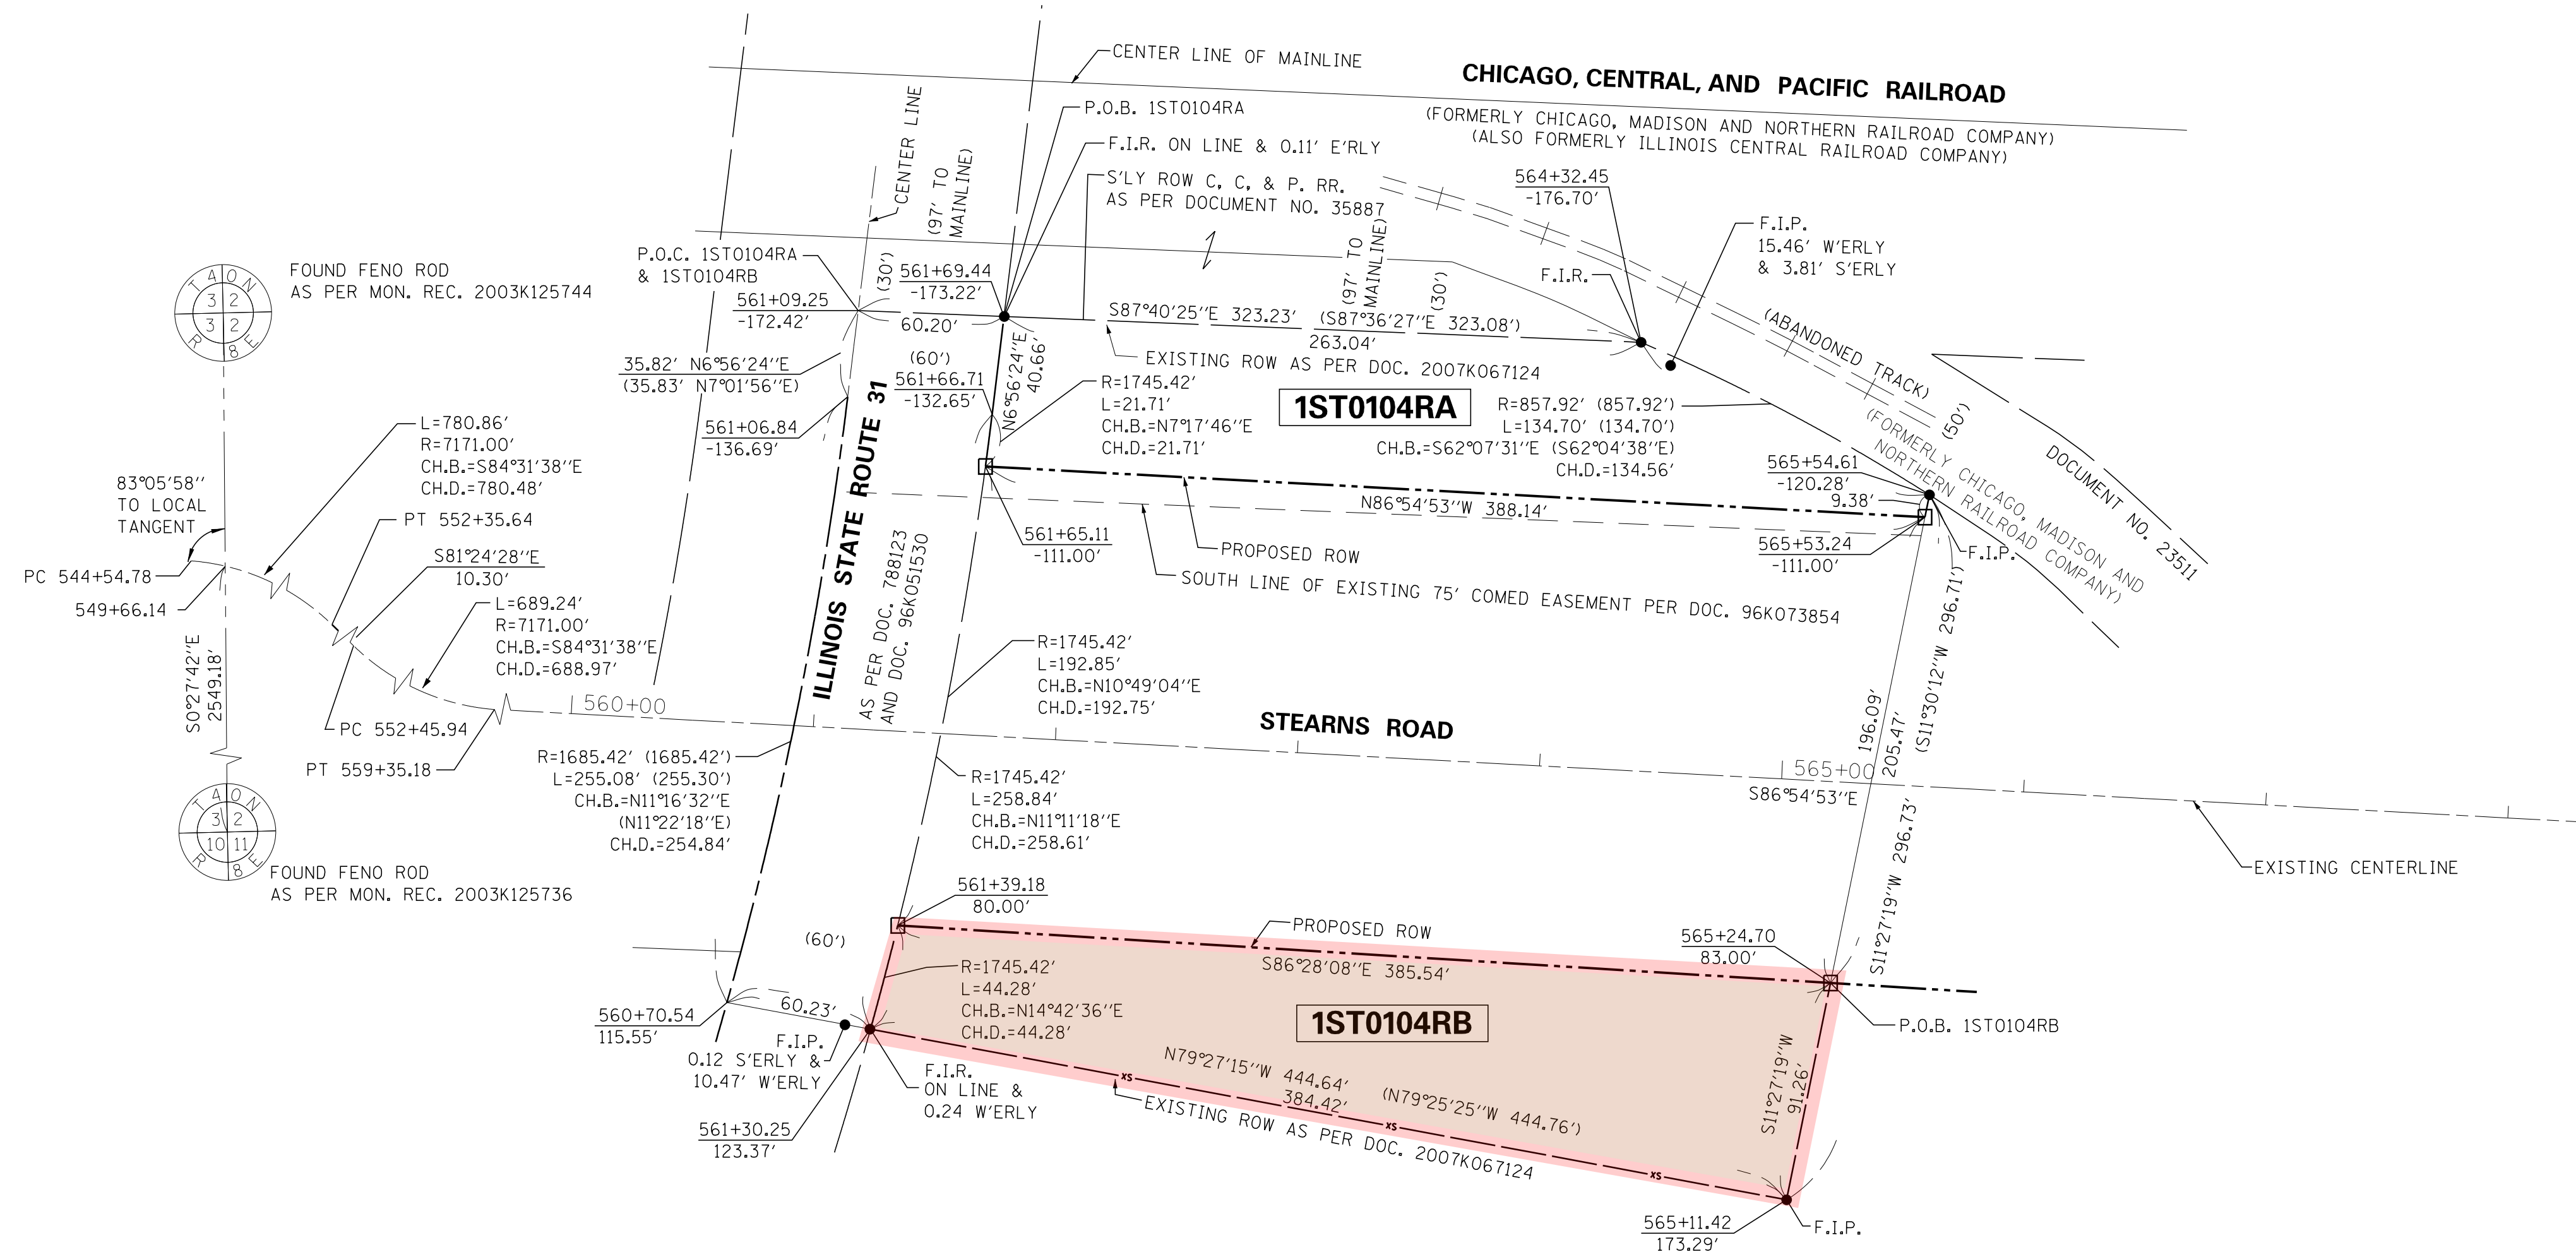 CENTER LINE OF MAINLINE
CHICAGO, CENTRAL, AND PACIFIC RAILROAD
(FORMERLY CHICAGO, MADISON AND NORTHERN RAILROAD COMPANY)
(ALSO FORMERLY ILLINOIS CENTRAL RAILROAD COMPANY)
CENTER LINE
(97' TO
MAINLINE)
P.O.B. 1ST0104RA
F.I.R. ON LINE & 0.11' E'RLY
S'LY ROW C, C, & P. RR.
AS PER DOCUMENT NO. 35887
564+32.45
-176.70'
F.I.P.
15.46' W'ERLY
& 3.81' S'ERLY
F.I.R.
(97' TO
MAINLINE)
(30')
T 4 0 N
3 2
3 2
R 8 E
FOUND FENO ROD
AS PER MON. REC. 2003K125744
P.O.C. 1ST0104RA
& 1ST0104RB
(30')
561+69.44
-173.22'
561+09.25
-172.42'
60.20'
S87°40'25''E 323.23' (S87°36'27''E 323.08')
263.04'
EXISTING ROW AS PER DOC. 2007K067124
(ABANDONED TRACK)
35.82' N6°56'24''E
(35.83' N7°01'56''E)
(60')
561+66.71
-132.65'
N6°56'24''E
40.66'
R=1745.42'
L=21.71'
CH.B.=N7°17'46''E
CH.D.=21.71'
1ST0104RA
R=857.92' (857.92')
L=134.70' (134.70')
CH.B.=S62°07'31''E (S62°04'38''E)
CH.D.=134.56'
(50')
(FORMERLY CHICAGO, MADISON AND
NORTHERN RAILROAD COMPANY)
DOCUMENT NO. 23511
561+06.84
-136.69'
ILLINOIS STATE ROUTE 31
AS PER DOC. 788123
AND DOC. 96K051530
565+54.61
-120.28'
9.38'
N86°54'53''W 388.14'
561+65.11
-111.00'
PROPOSED ROW
565+53.24
-111.00'
F.I.P.
SOUTH LINE OF EXISTING 75' COMED EASEMENT PER DOC. 96K073854
L=780.86'
R=7171.00'
CH.B.=S84°31'38''E
CH.D.=780.48'
83°05'58''
TO LOCAL
TANGENT
PT 552+35.64
S81°24'28''E
10.30'
PC 544+54.78
549+66.14
L=689.24'
R=7171.00'
CH.B.=S84°31'38''E
CH.D.=688.97'
S0°27'42''E
2549.18'
PC 552+45.94
PT 559+35.18
560+00
R=1745.42'
L=192.85'
CH.B.=N10°49'04''E
CH.D.=192.75'
STEARNS ROAD
196.09'
205.47'
(S11°30'12''W 296.71')
565+00
S86°54'53''E
S11°27'19''W 296.73'
EXISTING CENTERLINE
R=1685.42' (1685.42')
L=255.08' (255.30')
CH.B.=N11°16'32''E
(N11°22'18''E)
CH.D.=254.84'
R=1745.42'
L=258.84'
CH.B.=N11°11'18''E
CH.D.=258.61'
T 4 0 N
3 2
10 11
R 8 E
FOUND FENO ROD
AS PER MON. REC. 2003K125736
561+39.18
80.00'
(60')
PROPOSED ROW
565+24.70
83.00'
S86°28'08''E 385.54'
R=1745.42'
L=44.28'
CH.B.=N14°42'36''E
CH.D.=44.28'
1ST0104RB
P.O.B. 1ST0104RB
560+70.54
115.55'
60.23'
F.I.P.
0.12 S'ERLY &
10.47' W'ERLY
F.I.R.
ON LINE &
0.24 W'ERLY
561+30.25
123.37'
N79°27'15''W 444.64' (N79°25'25''W 444.76')
384.42'
xs
xs
xs
EXISTING ROW AS PER DOC. 2007K067124
S11°27'19''W
91.26'
565+11.42
173.29'
F.I.P.